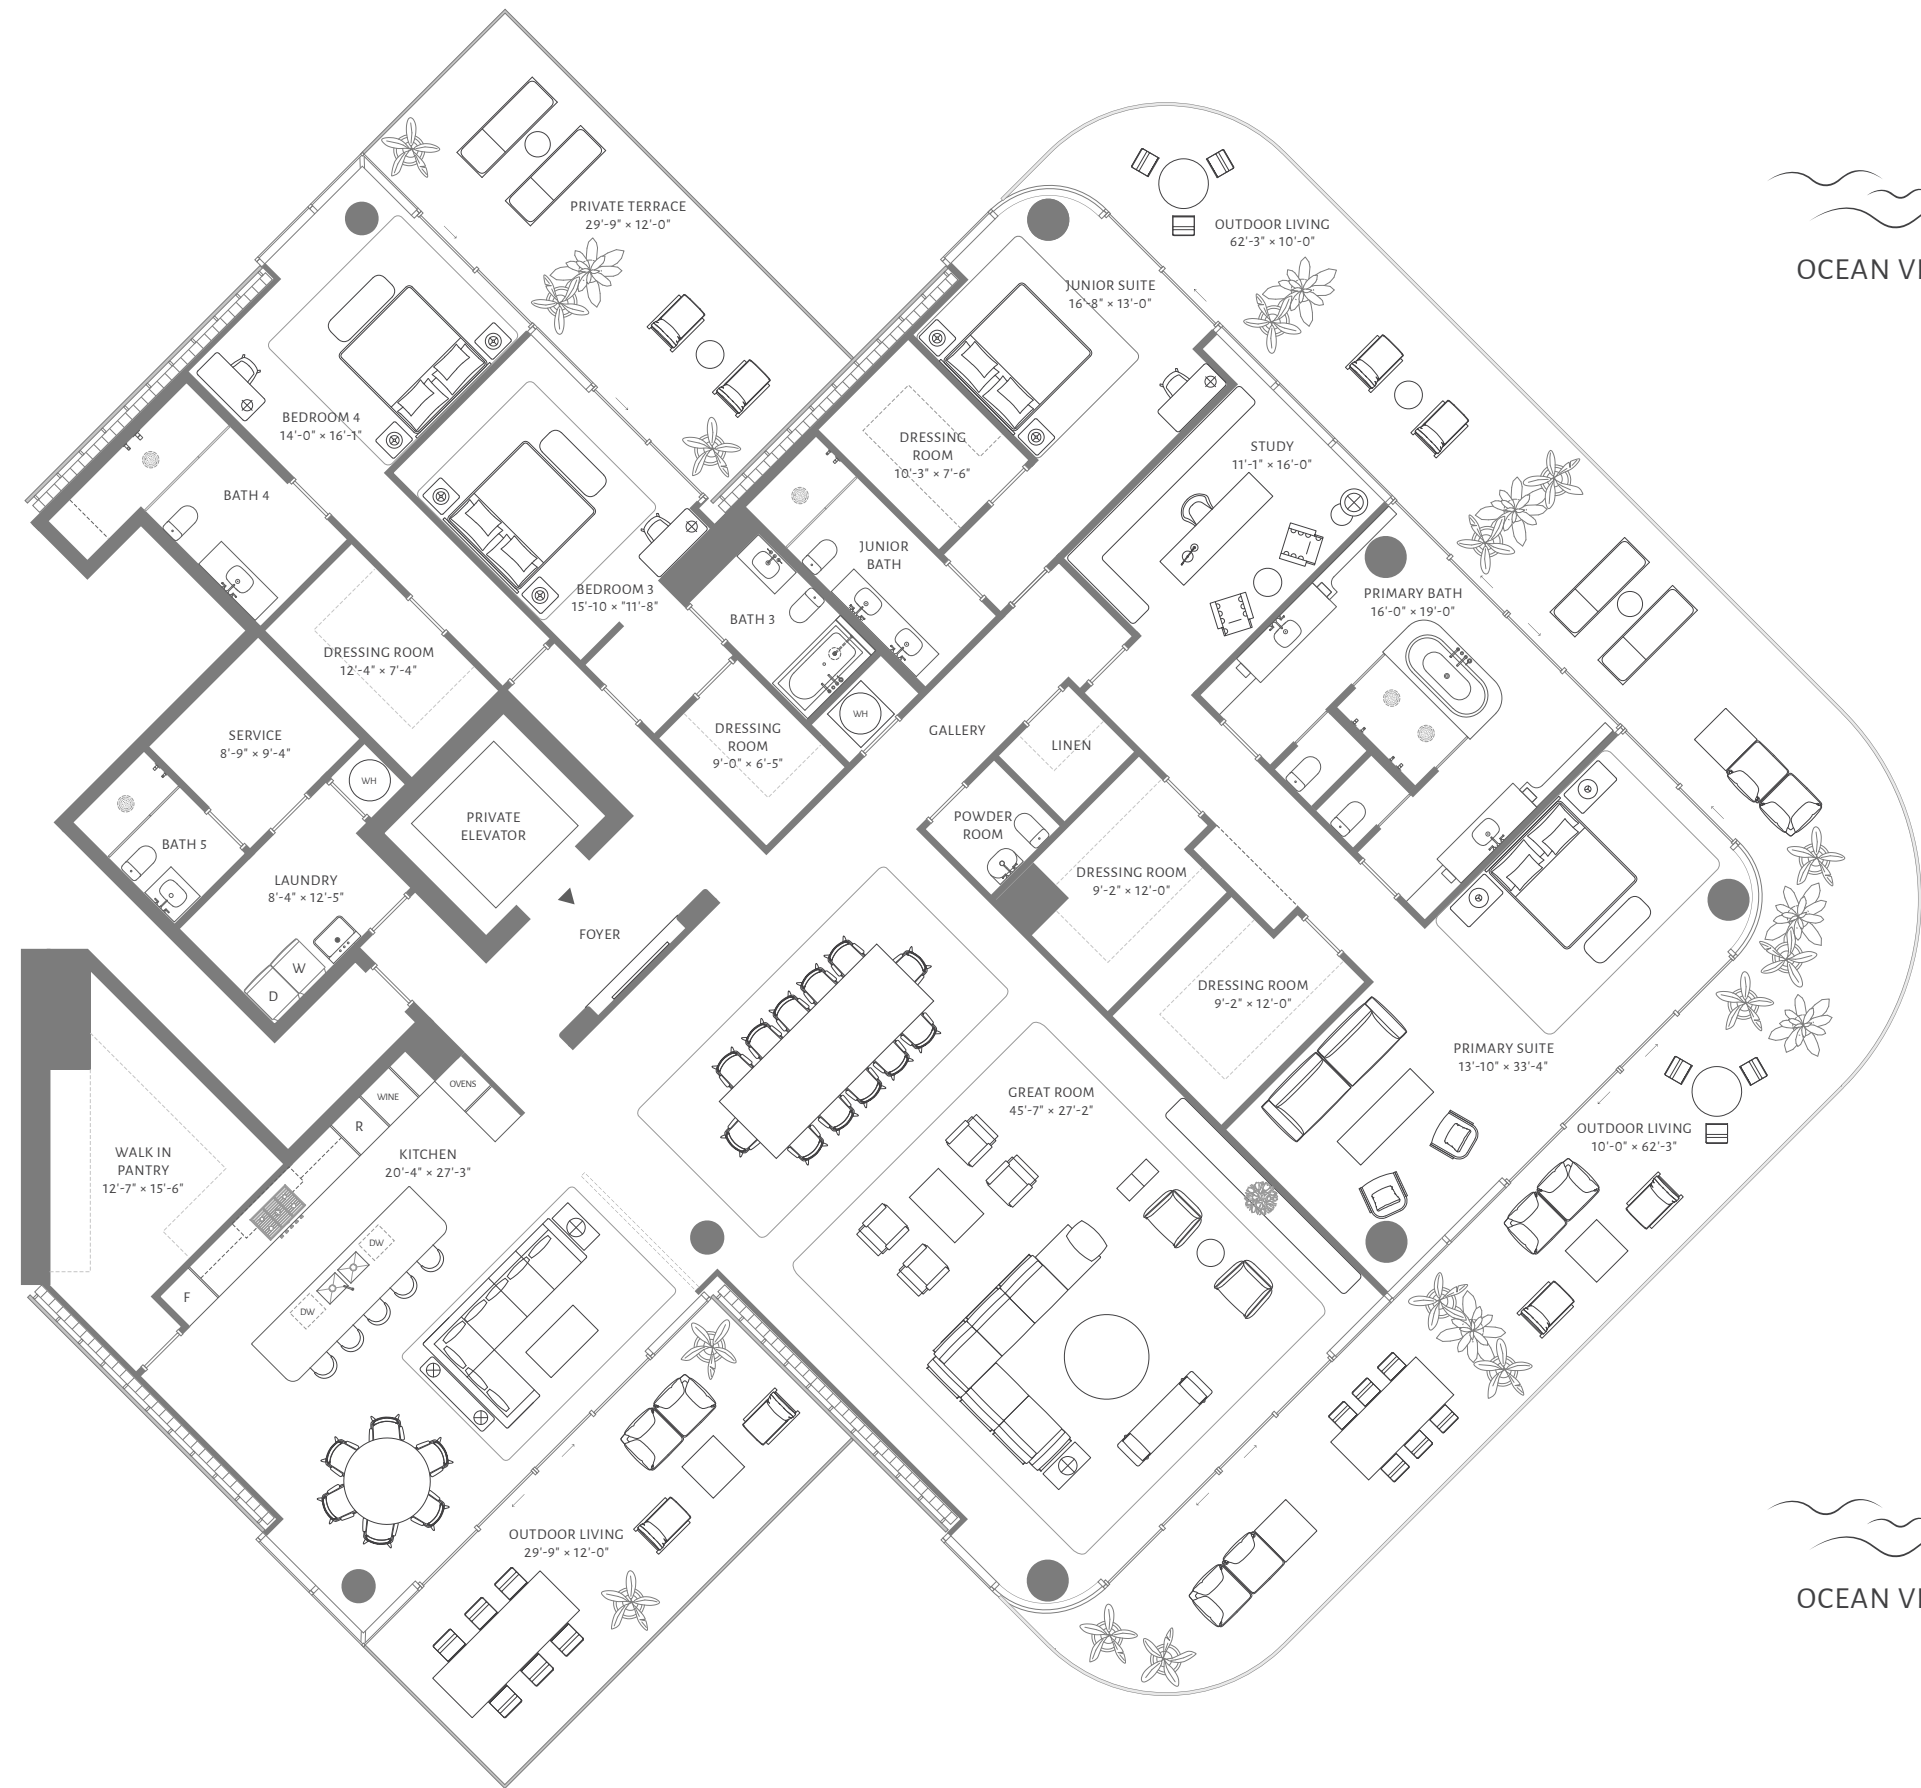 PRIVATE TERRACE
29'-9" × 12'-0"
OUTDOOR LIVING
62'-3" × 10'-0"
OCEAN VI
JUNIOR SUITE
16'-8" × 13'-0"
BEDROOM 4
14'-0" × 16'-1"
DRESSING
ROOM
10'-3" × 7'-6"
STUDY
11'-1" × 16'-0"
BATH 4
JUNIOR
BATH
BEDROOM 3
15'-10 × "11'-8"
PRIMARY BATH
16'-0" × 19'-0"
BATH 3
DRESSING ROOM
12'-4" × 7'-4"
WH
SERVICE
8'-9" × 9'-4"
DRESSING
ROOM
9'-0" × 6'-5"
GALLERY
LINEN
WH
PRIVATE
ELEVATOR
POWDER
ROOM
BATH 5
LAUNDRY
8'-4" × 12'-5"
DRESSING ROOM
9'-2" × 12'-0"
FOYER
W
D
DRESSING ROOM
9'-2" × 12'-0"
PRIMARY SUITE
13'-10" × 33'-4"
OVENS
WINE
R
GREAT ROOM
45'-7" × 27'-2"
OUTDOOR LIVING
10'-0" × 62'-3"
WALK IN
PANTRY
12'-7" × 15'-6"
KITCHEN
20'-4" × 27'-3"
DW
F
DW
OUTDOOR LIVING
29'-9" × 12'-0"
OCEAN VI